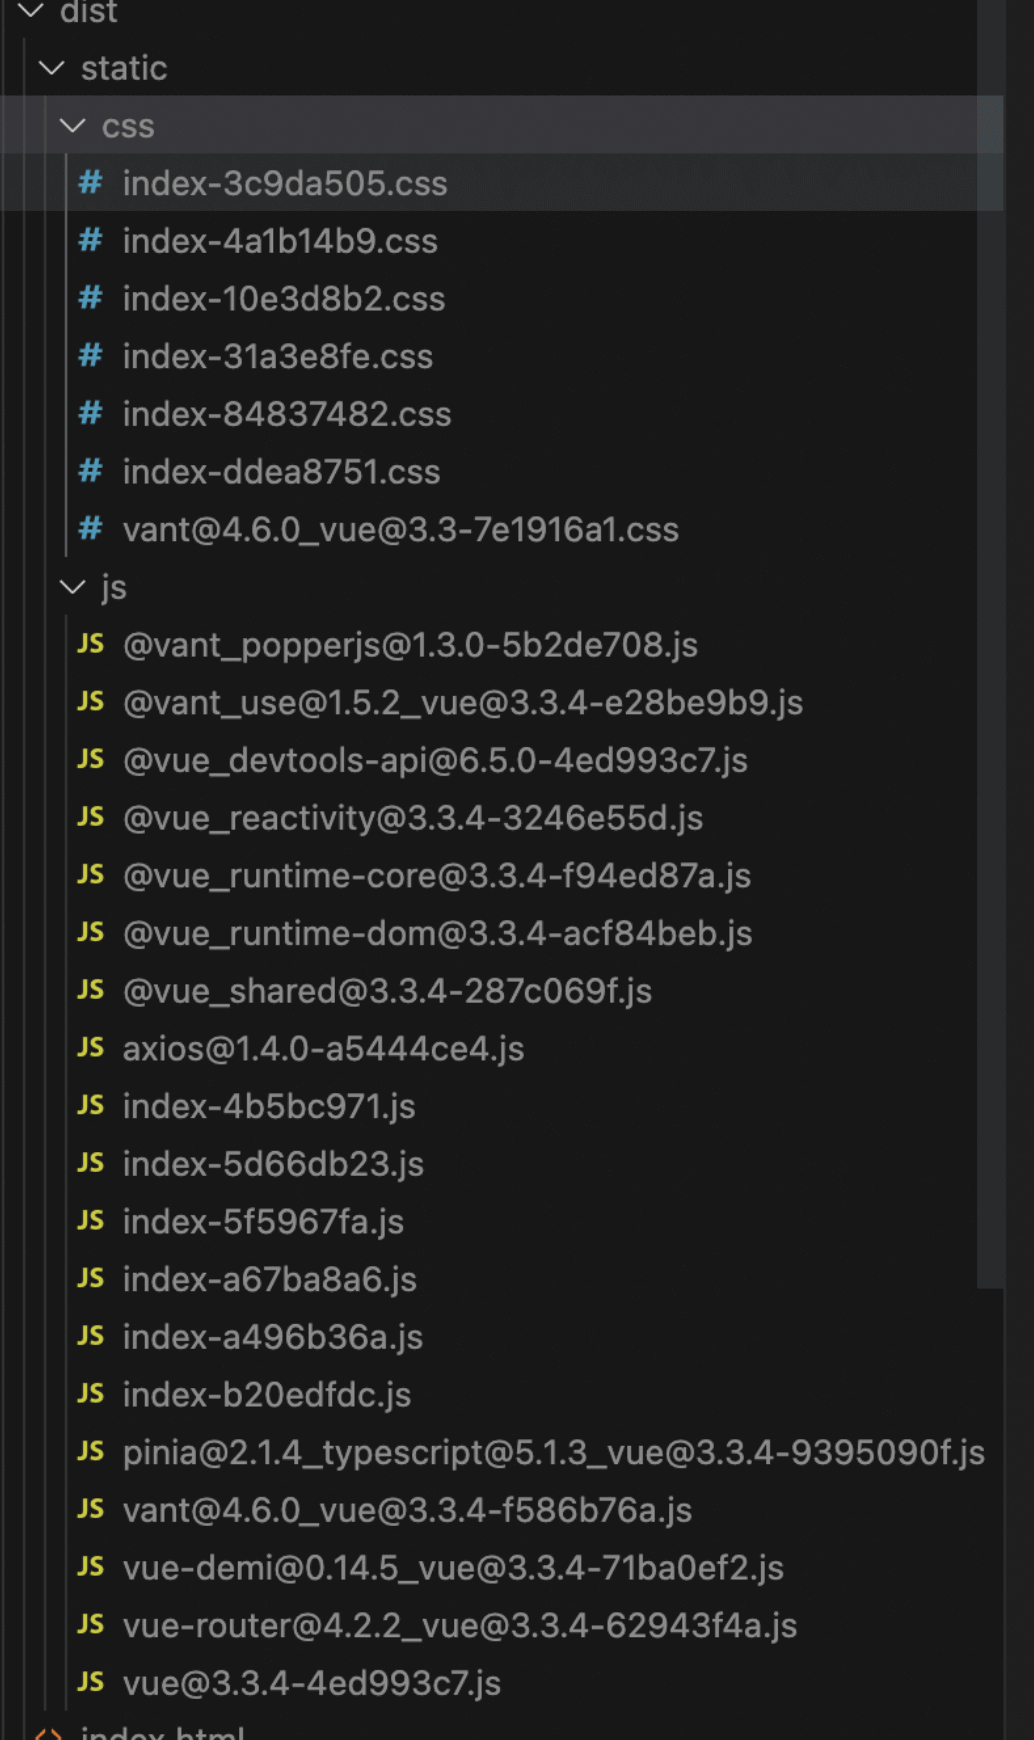 dist
static
css
# index-3c9da505.css
# index-4a1b14b9.css
# index-10e3d8b2.css
# index-31a3e8fe.css
# index-84837482.css
# index-ddea8751.css
# vant@4.6.0_vue@3.3-7e1916a1.css
js
JS @vant_popperjs@1.3.0-5b2de708.js
JS @vant_use@1.5.2_vue@3.3.4-e28be9b9.js
JS @vue_devtools-api@6.5.0-4ed993c7.js
JS @vue_reactivity@3.3.4-3246e55d.js
JS @vue_runtime-core@3.3.4-f94ed87a.js
JS @vue_runtime-dom@3.3.4-acf84beb.js
JS @vue_shared@3.3.4-287c069f.js
JS axios@1.4.0-a5444ce4.js
JS index-4b5bc971.js
JS index-5d66db23.js
JS index-5f5967fa.js
JS index-a67ba8a6.js
JS index-a496b36a.js
JS index-b20edfdc.js
JS pinia@2.1.4_typescript@5.1.3_vue@3.3.4-9395090f.js
JS vant@4.6.0_vue@3.3.4-f586b76a.js
JS vue-demi@0.14.5_vue@3.3.4-71ba0ef2.js
JS vue-router@4.2.2_vue@3.3.4-62943f4a.js
JS vue@3.3.4-4ed993c7.js
<> index.html